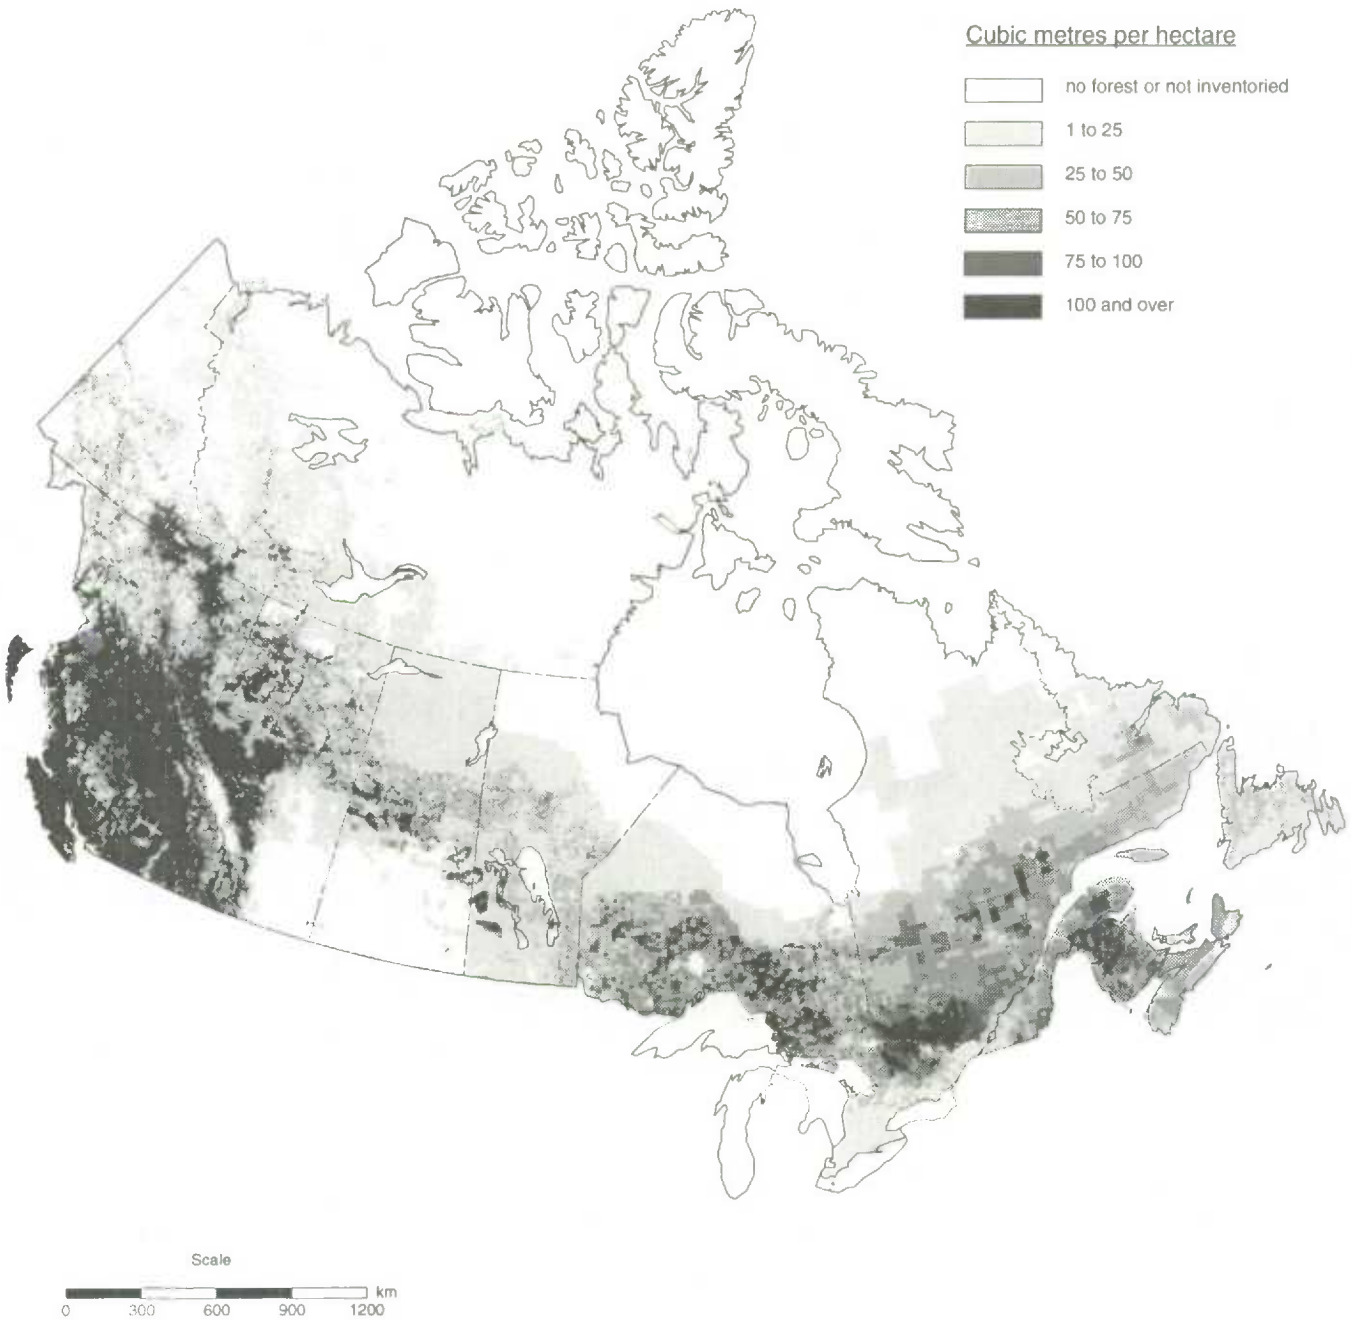 Cubic metres per hectare
no forest or not inventoried
1 to 25
25 to 50
50 to 75
75 to 100
100 and over
Scale
km
0 300 600 900 1200